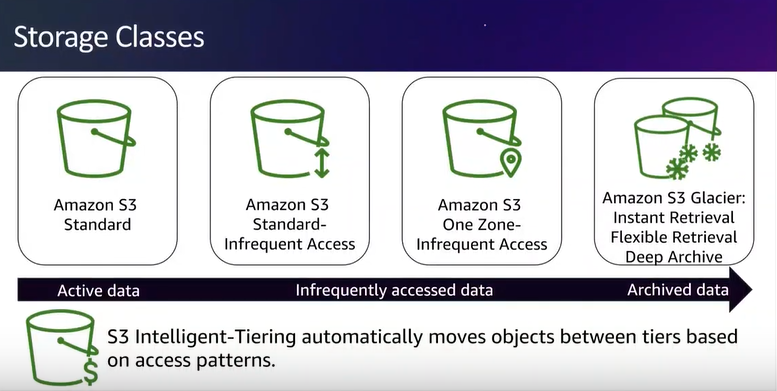 Storage Classes
Amazon S3
Standard
Amazon S3
Standard-
Infrequent Access
Amazon S3
One Zone-
Infrequent Access
Amazon S3 Glacier:
Instant Retrieval
Flexible Retrieval
Deep Archive
Active data
Infrequently accessed data
Archived data
$
S3 Intelligent-Tiering automatically moves objects between tiers based
on access patterns.